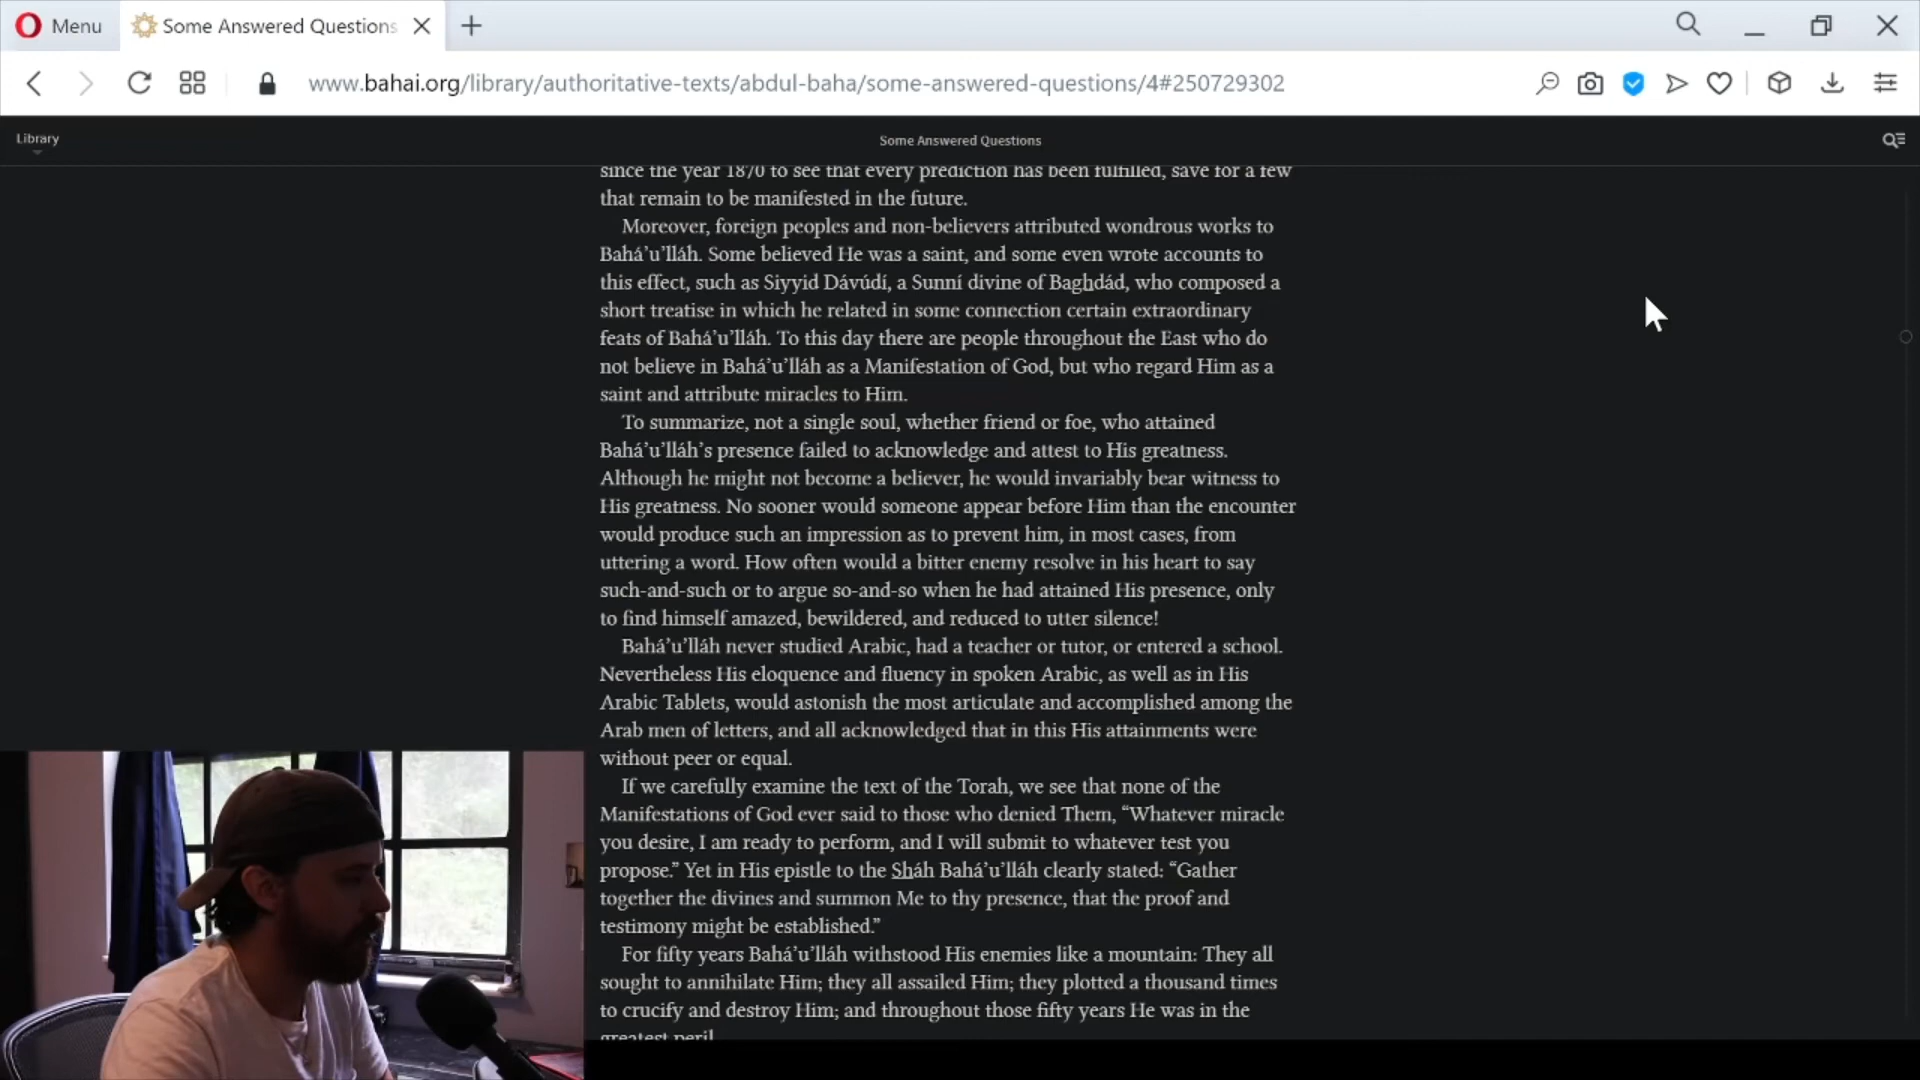 Menu
Some Answered Questions
www.bahai.org/library/authoritative-texts/abdul-baha/some-answered-questions/4#250729302
Library
Some Answered Questions
since the year 1870 to see that every prediction has been fulfilled, save for a few
that remain to be manifested in the future.
Moreover, foreign peoples and non-believers attributed wondrous works to
Bahá’u’lláh. Some believed He was a saint, and some even wrote accounts to
this effect, such as Siyyid Dávúdí, a Sunní divine of Baghdád, who composed a
short treatise in which he related in some connection certain extraordinary
feats of Bahá’u’lláh. To this day there are people throughout the East who do
not believe in Bahá’u’lláh as a Manifestation of God, but who regard Him as a
saint and attribute miracles to Him.
To summarize, not a single soul, whether friend or foe, who attained
Bahá’u’lláh’s presence failed to acknowledge and attest to His greatness.
Although he might not become a believer, he would invariably bear witness to
His greatness. No sooner would someone appear before Him than the encounter
would produce such an impression as to prevent him, in most cases, from
uttering a word. How often would a bitter enemy resolve in his heart to say
such-and-such or to argue so-and-so when he had attained His presence, only
to find himself amazed, bewildered, and reduced to utter silence!
Bahá’u’lláh never studied Arabic, had a teacher or tutor, or entered a school.
Nevertheless His eloquence and fluency in spoken Arabic, as well as in His
Arabic Tablets, would astonish the most articulate and accomplished among the
Arab men of letters, and all acknowledged that in this His attainments were
without peer or equal.
If we carefully examine the text of the Torah, we see that none of the
Manifestations of God ever said to those who denied Them, “Whatever miracle
you desire, I am ready to perform, and I will submit to whatever test you
propose.” Yet in His epistle to the Sháh Bahá’u’lláh clearly stated: “Gather
together the divines and summon Me to thy presence, that the proof and
testimony might be established.”
For fifty years Bahá’u’lláh withstood His enemies like a mountain: They all
sought to annihilate Him; they all assailed Him; they plotted a thousand times
to crucify and destroy Him; and throughout those fifty years He was in the
greatest peril.